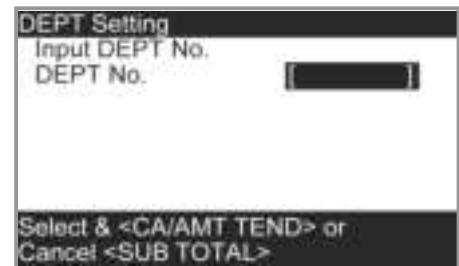 DEPT Setting
Input DEPT No.
DEPT No. [ ]
Select & <CA/AMT TEND> or
Cancel <SUB TOTAL>